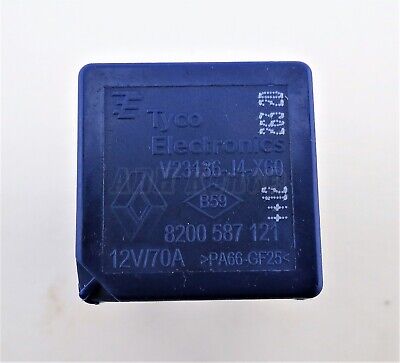 Tyco
Electronics
V23136-J4-X60
B59
8200 587 121
12V/70A >PA66-GF25<